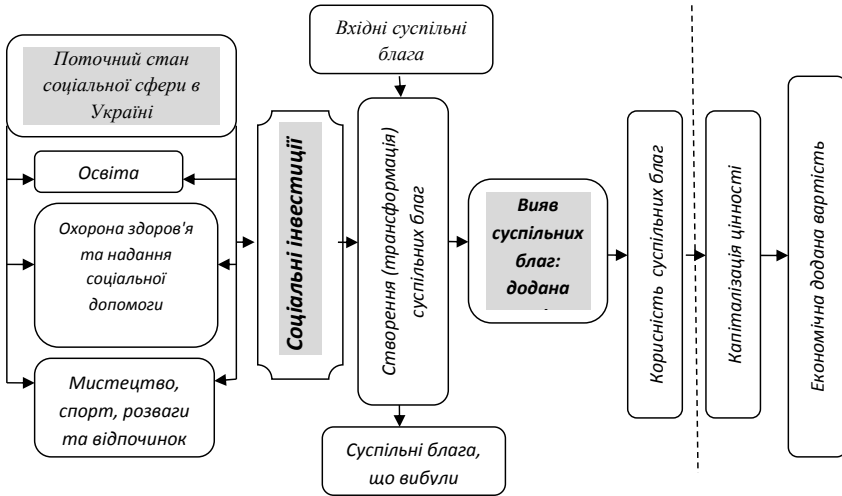 Поточний стан
соціальної сфери в
Україні
Освіта
Охорона здоров'я
та надання
соціальної
допомоги
Мистецтво,
спорт, розваги
та відпочинок
Соціальні інвестиції
Вхідні суспільні
блага
Створення (трансформація)
суспільних благ
Суспільні блага,
що вибули
Вияв
суспільних
благ:
додана
Корисність суспільних благ
Капіталізація цінності
Економічна додана вартість